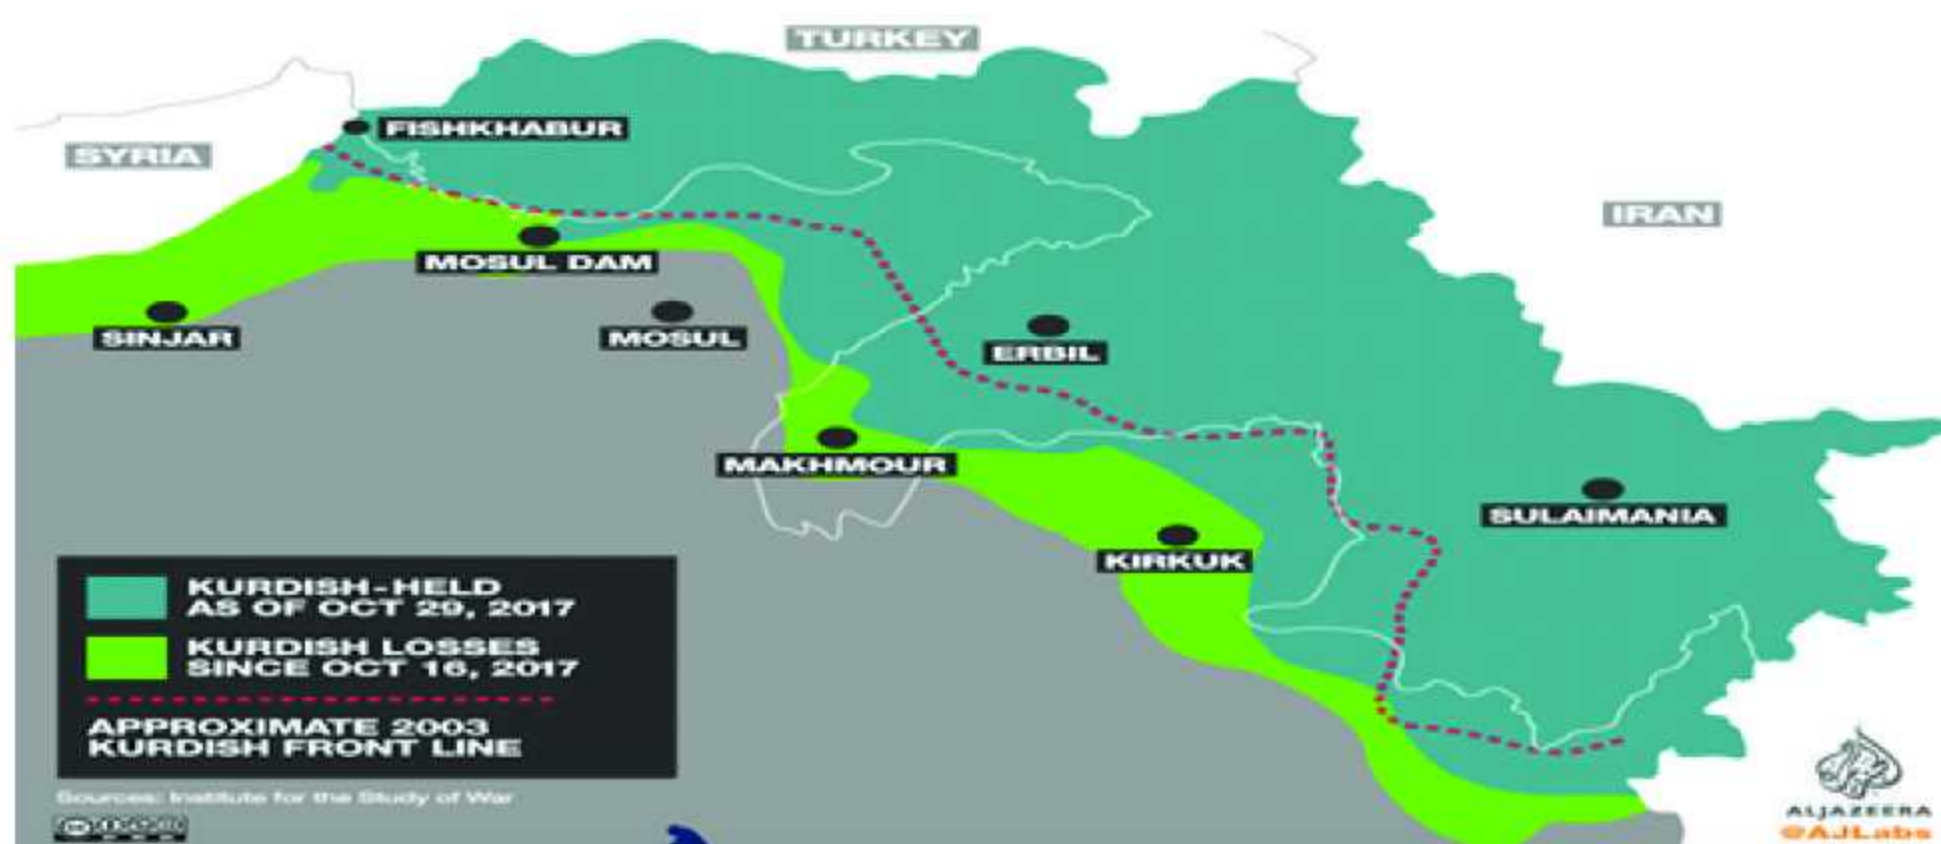 TURKEY
FISHKHABUR
SYRIA
IRAN
MOSUL DAM
SINJAR
MOSUL
ERBIL
MAKHMOUR
SULAIMANIA
KIRKUK
KURDISH-HELD
AS OF OCT 29, 2017
KURDISH LOSSES
SINCE OCT 16, 2017
APPROXIMATE 2003
KURDISH FRONT LINE
Sources: Institute for the Study of War
ALJAZEERA
@AJLabs